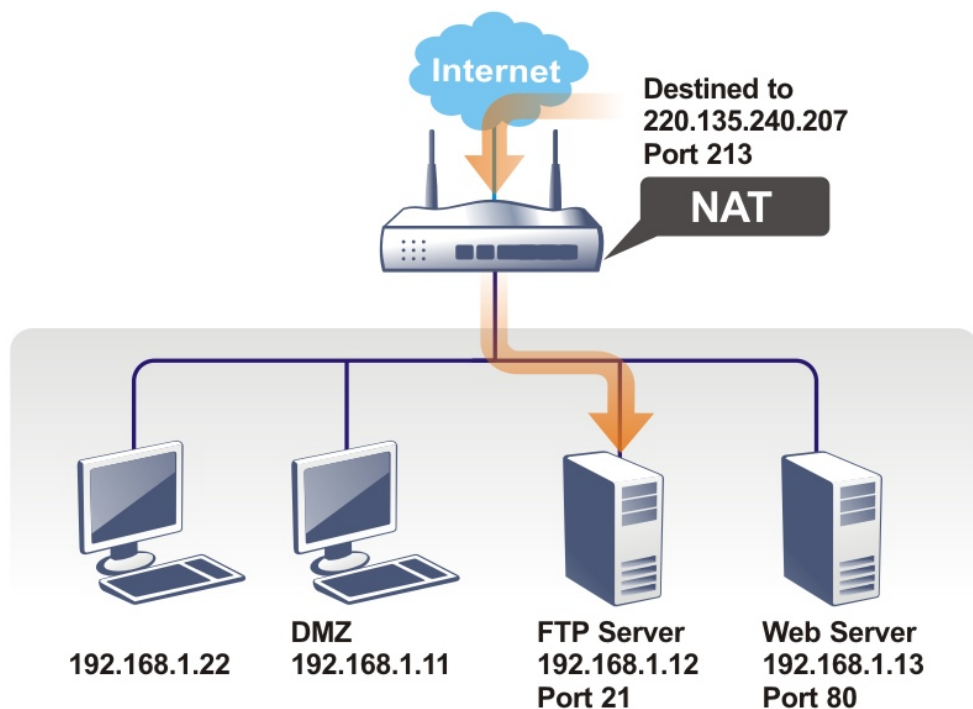 Internet
Destined to
220.135.240.207
Port 213
NAT
192.168.1.22
DMZ
192.168.1.11
FTP Server
192.168.1.12
Port 21
Web Server
192.168.1.13
Port 80